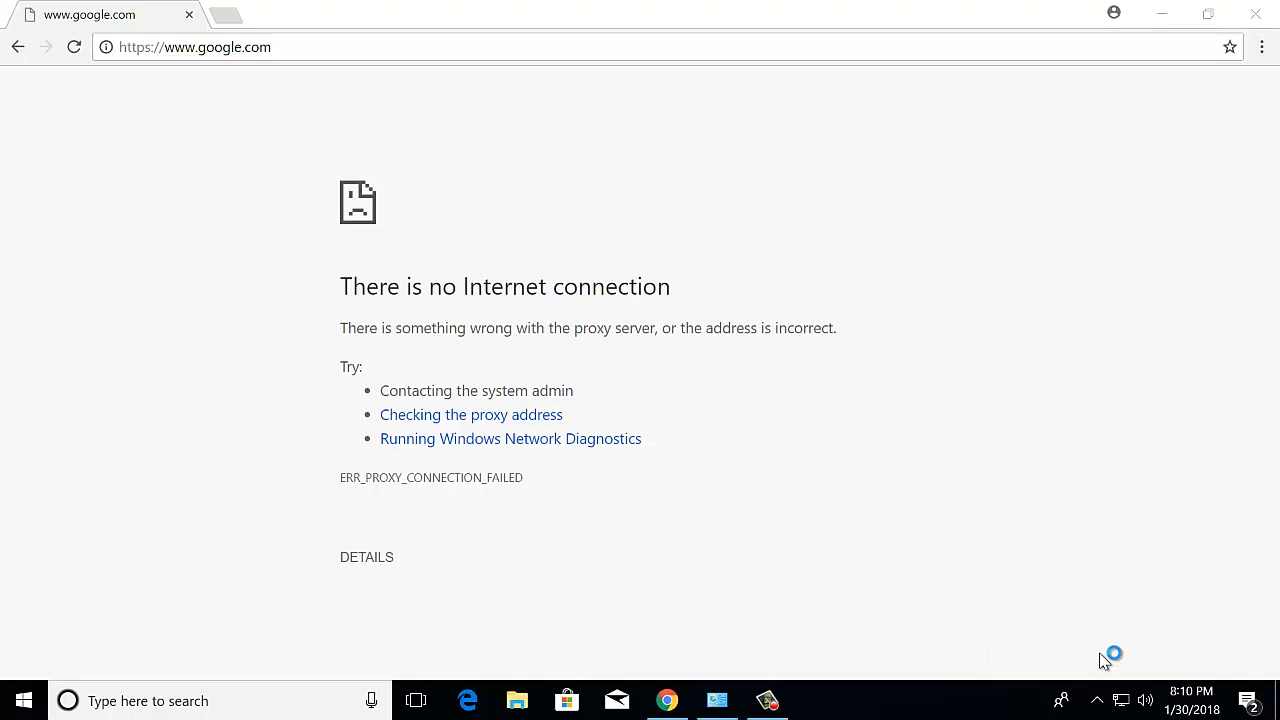 www.google.com
https://www.google.com
There is no Internet connection
There is something wrong with the proxy server, or the address is incorrect.
Try:
• Contacting the system admin
• Checking the proxy address
• Running Windows Network Diagnostics
ERR_PROXY_CONNECTION_FAILED
DETAILS
Type here to search
8:10 PM
1/30/2018
2